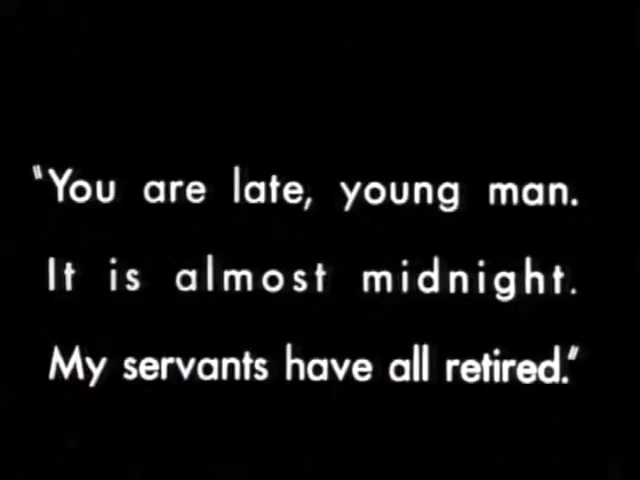 "You are late, young man.
It is almost midnight.
My servants have all retired."